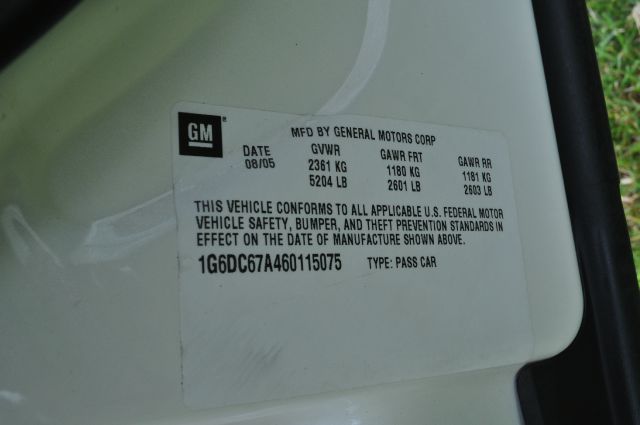 GM
MFD BY GENERAL MOTORS CORP
DATE GVWR GAWR FRT GAWR RR
08/05 2361 KG 1180 KG 1181 KG
5204 LB 2601 LB 2603 LB
THIS VEHICLE CONFORMS TO ALL APPLICABLE U.S. FEDERAL MOTOR
VEHICLE SAFETY, BUMPER, AND THEFT PREVENTION STANDARDS IN
EFFECT ON THE DATE OF MANUFACTURE SHOWN ABOVE.
1G6DC67A460115075 TYPE: PASS CAR